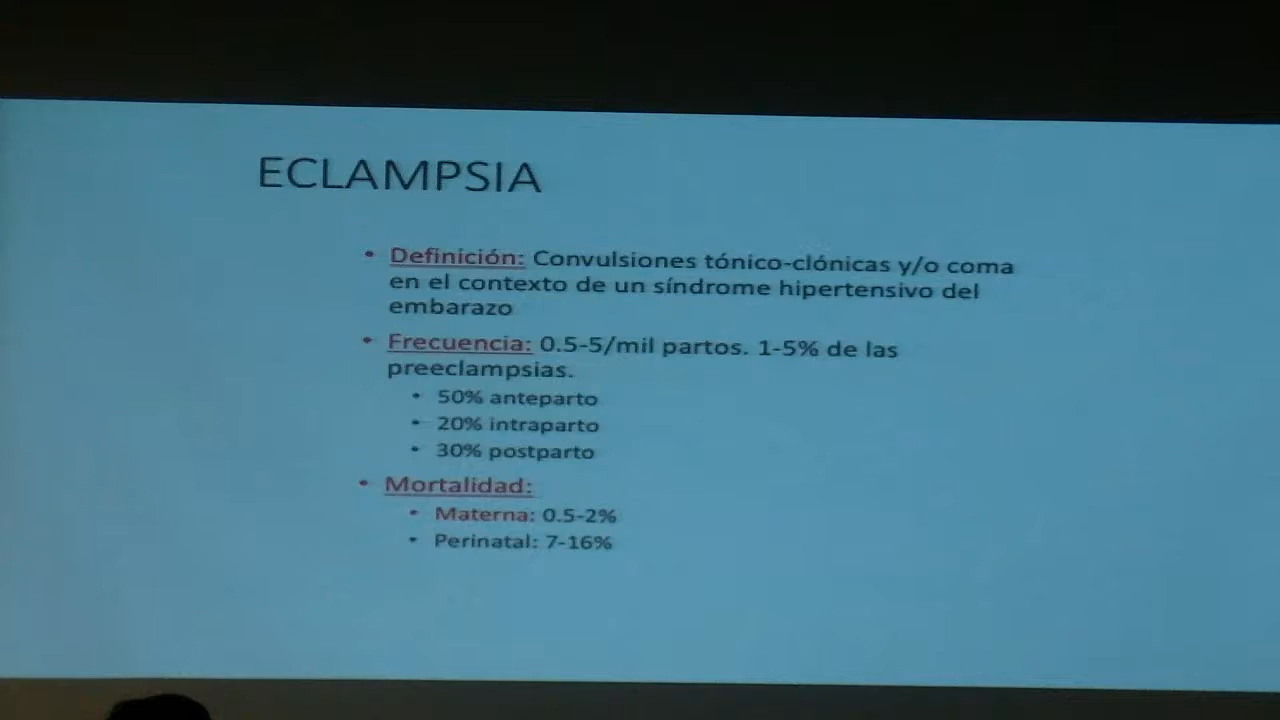 ECLAMPSIA
• Definición: Convulsiones tónico-clónicas y/o coma
en el contexto de un síndrome hipertensivo del
embarazo
• Frecuencia: 0.5-5/mil partos. 1-5% de las
preeclampsias.
• 50% anteparto
• 20% intraparto
• 30% postparto
• Mortalidad:
• Materna: 0.5-2%
• Perinatal: 7-16%